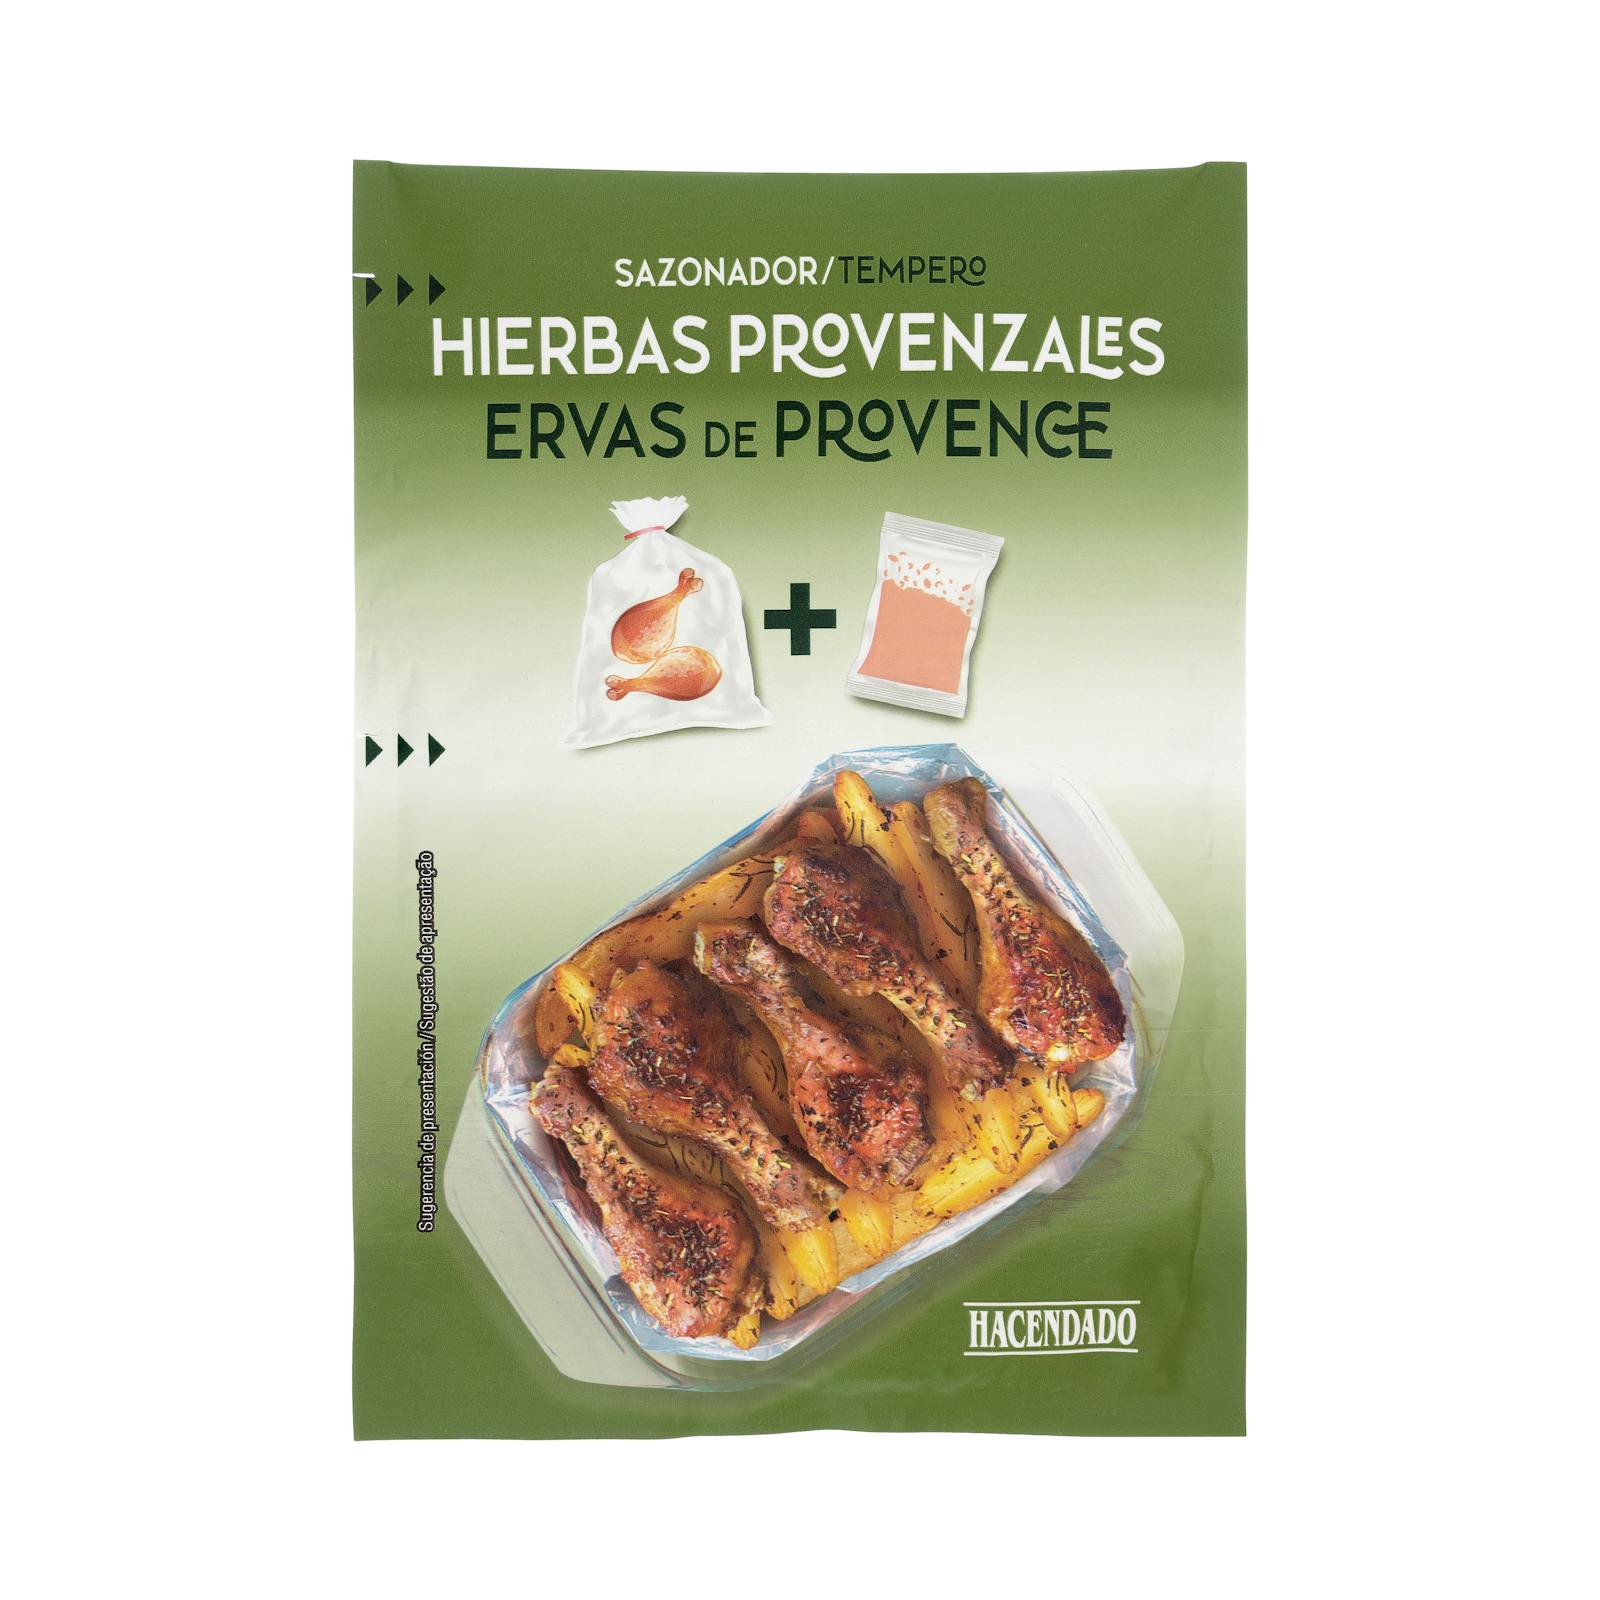 SAZONADOR/TEMPERO
HIERBAS PROVENZALES
ERVAS DE PROVENCE
Sugerencia de presentación/Sugestão de apresentação
HACENDADO